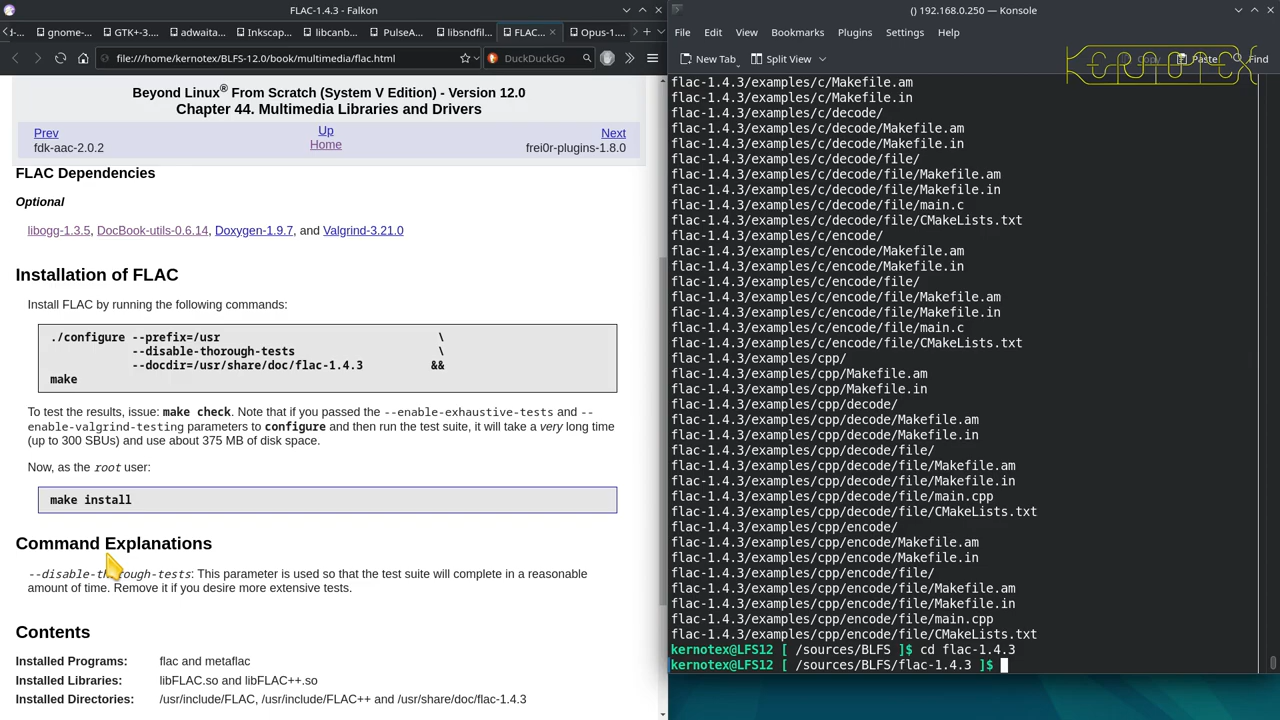 FLAC-1.4.3 - Falkon
gnome-...
GTK+-3....
adwaita...
Inkscap...
libcanb...
PulseA...
libsndfil...
FLAC...
Opus-1....
file:///home/kernotex/BLFS-12.0/book/multimedia/flac.html
DuckDuckGo
Beyond Linux® From Scratch (System V Edition) - Version 12.0
Chapter 44. Multimedia Libraries and Drivers
Prev
Up
Next
fdk-aac-2.0.2
Home
frei0r-plugins-1.8.0
FLAC Dependencies
Optional
libogg-1.3.5, DocBook-utils-0.6.14, Doxygen-1.9.7, and Valgrind-3.21.0
Installation of FLAC
Install FLAC by running the following commands:
./configure --prefix=/usr \
--disable-thorough-tests \
--docdir=/usr/share/doc/flac-1.4.3 &&
make
To test the results, issue: make check. Note that if you passed the --enable-exhaustive-tests and --
enable-valgrind-testing parameters to configure and then run the test suite, it will take a very long time
(up to 300 SBUs) and use about 375 MB of disk space.
Now, as the root user:
make install
Command Explanations
--disable-thorough-tests: This parameter is used so that the test suite will complete in a reasonable
amount of time. Remove it if you desire more extensive tests.
Contents
Installed Programs: flac and metaflac
Installed Libraries: libFLAC.so and libFLAC++.so
Installed Directories: /usr/include/FLAC, /usr/include/FLAC++ and /usr/share/doc/flac-1.4.3
() 192.168.0.250 — Konsole
File Edit View Bookmarks Plugins Settings Help
New Tab Split View Copy Paste Find
Kernotex
flac-1.4.3/examples/c/Makefile.am
flac-1.4.3/examples/c/Makefile.in
flac-1.4.3/examples/c/decode/
flac-1.4.3/examples/c/decode/Makefile.am
flac-1.4.3/examples/c/decode/Makefile.in
flac-1.4.3/examples/c/decode/file/
flac-1.4.3/examples/c/decode/file/Makefile.am
flac-1.4.3/examples/c/decode/file/Makefile.in
flac-1.4.3/examples/c/decode/file/main.c
flac-1.4.3/examples/c/decode/file/CMakeLists.txt
flac-1.4.3/examples/c/encode/
flac-1.4.3/examples/c/encode/Makefile.am
flac-1.4.3/examples/c/encode/Makefile.in
flac-1.4.3/examples/c/encode/file/
flac-1.4.3/examples/c/encode/file/Makefile.am
flac-1.4.3/examples/c/encode/file/Makefile.in
flac-1.4.3/examples/c/encode/file/main.c
flac-1.4.3/examples/c/encode/file/CMakeLists.txt
flac-1.4.3/examples/cpp/
flac-1.4.3/examples/cpp/Makefile.am
flac-1.4.3/examples/cpp/Makefile.in
flac-1.4.3/examples/cpp/decode/
flac-1.4.3/examples/cpp/decode/Makefile.am
flac-1.4.3/examples/cpp/decode/Makefile.in
flac-1.4.3/examples/cpp/decode/file/
flac-1.4.3/examples/cpp/decode/file/Makefile.am
flac-1.4.3/examples/cpp/decode/file/Makefile.in
flac-1.4.3/examples/cpp/decode/file/main.cpp
flac-1.4.3/examples/cpp/decode/file/CMakeLists.txt
flac-1.4.3/examples/cpp/encode/
flac-1.4.3/examples/cpp/encode/Makefile.am
flac-1.4.3/examples/cpp/encode/Makefile.in
flac-1.4.3/examples/cpp/encode/file/
flac-1.4.3/examples/cpp/encode/file/Makefile.am
flac-1.4.3/examples/cpp/encode/file/Makefile.in
flac-1.4.3/examples/cpp/encode/file/main.cpp
flac-1.4.3/examples/cpp/encode/file/CMakeLists.txt
kernotex@LFS12 [ /sources/BLFS ]$ cd flac-1.4.3
kernotex@LFS12 [ /sources/BLFS/flac-1.4.3 ]$